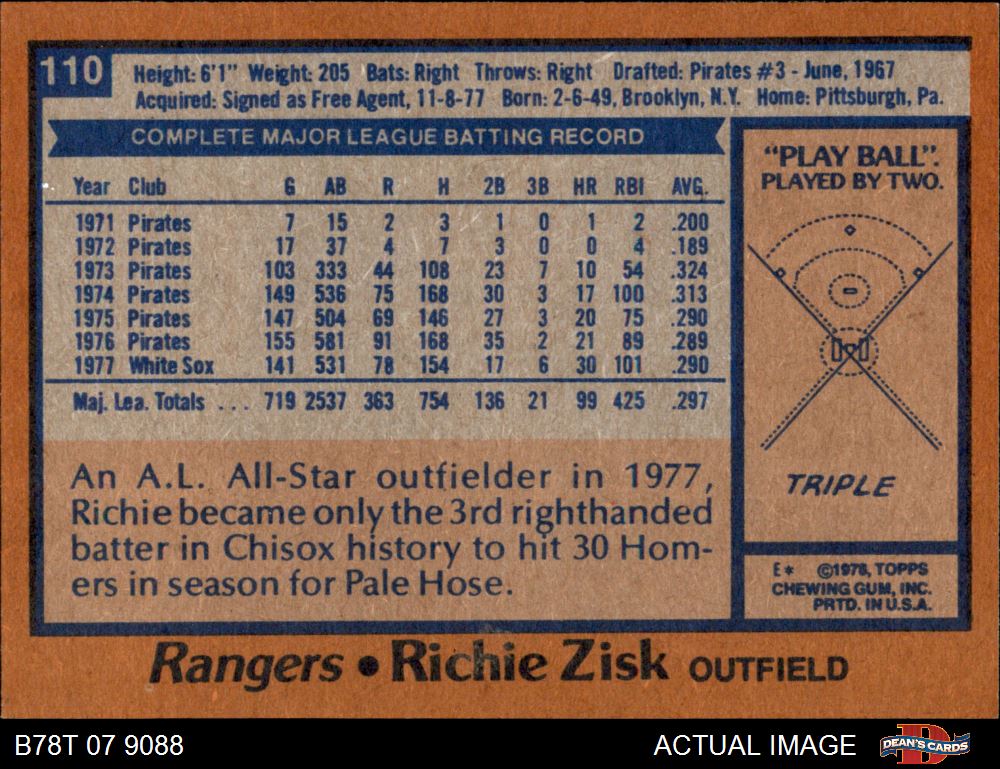 110
Height: 6'1" Weight: 205 Bats: Right Throws: Right Drafted: Pirates #3 - June, 1967
Acquired: Signed as Free Agent, 11-8-77 Born: 2-6-49, Brooklyn, N.Y. Home: Pittsburgh, Pa.
COMPLETE MAJOR LEAGUE BATTING RECORD
Year Club G AB R H 2B 3B HR RBI AVG.
1971 Pirates 7 15 2 3 1 0 1 2 .200
1972 Pirates 17 37 4 7 3 0 0 4 .189
1973 Pirates 103 333 44 108 23 7 10 54 .324
1974 Pirates 149 536 75 168 30 3 17 100 .313
1975 Pirates 147 504 69 146 27 3 20 75 .290
1976 Pirates 155 581 91 168 35 2 21 89 .289
1977 White Sox 141 531 78 154 17 6 30 101 .290
Maj. Lea. Totals ... 719 2537 363 754 136 21 99 425 .297
An A.L. All-Star outfielder in 1977,
Richie became only the 3rd righthanded
batter in Chisox history to hit 30 Hom-
ers in season for Pale Hose.
"PLAY BALL".
PLAYED BY TWO.
TRIPLE
E* ©1978, TOPPS
CHEWING GUM, INC.
PRTD. IN U.S.A.
Rangers • Richie Zisk OUTFIELD
B78T 07 9088
ACTUAL IMAGE
D
DEAN'S CARDS